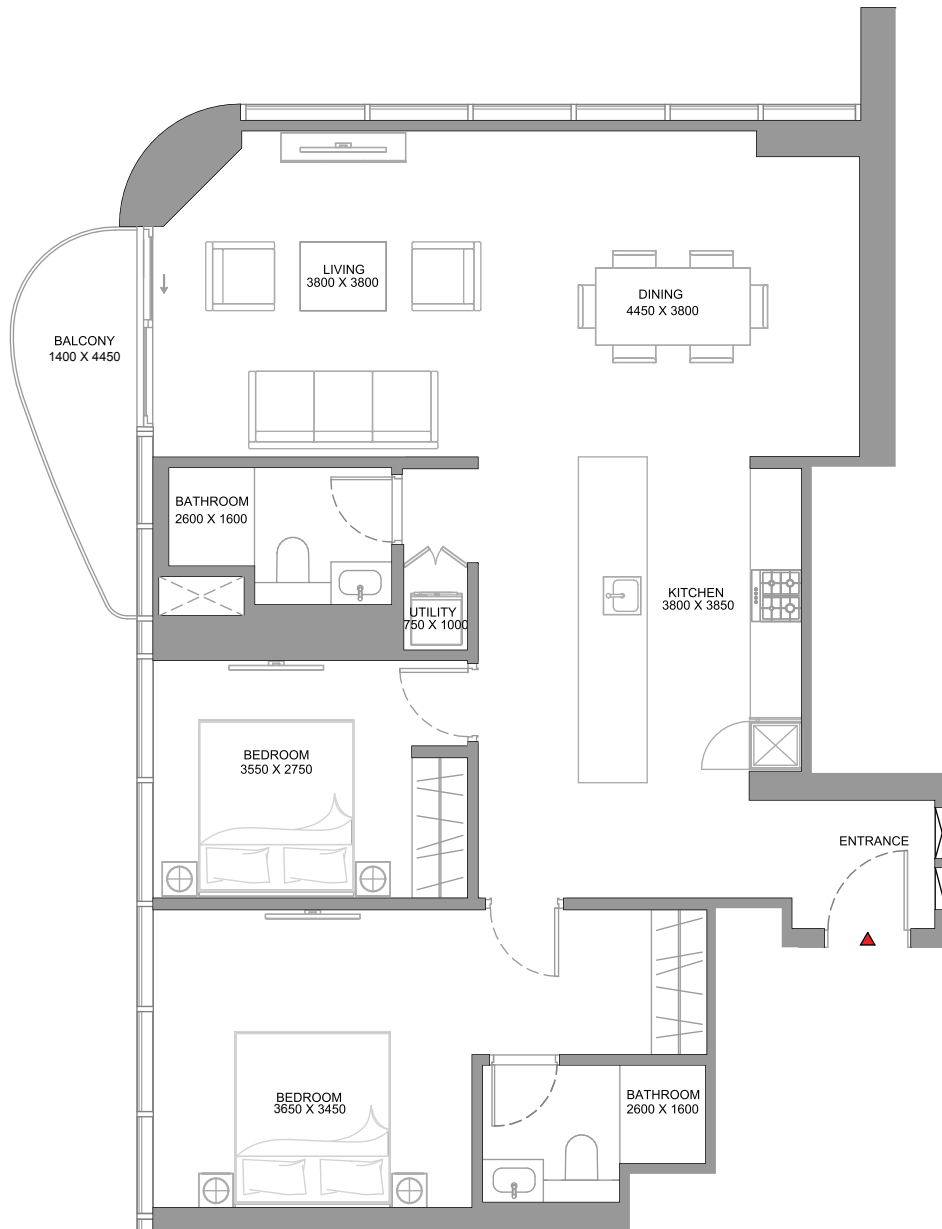 LIVING
3800 X 3800
DINING
4450 X 3800
BALCONY
1400 X 4450
BATHROOM
2600 X 1600
KITCHEN
3800 X 3850
UTILITY
750 X 1000
BEDROOM
3550 X 2750
ENTRANCE
BEDROOM
3650 X 3450
BATHROOM
2600 X 1600